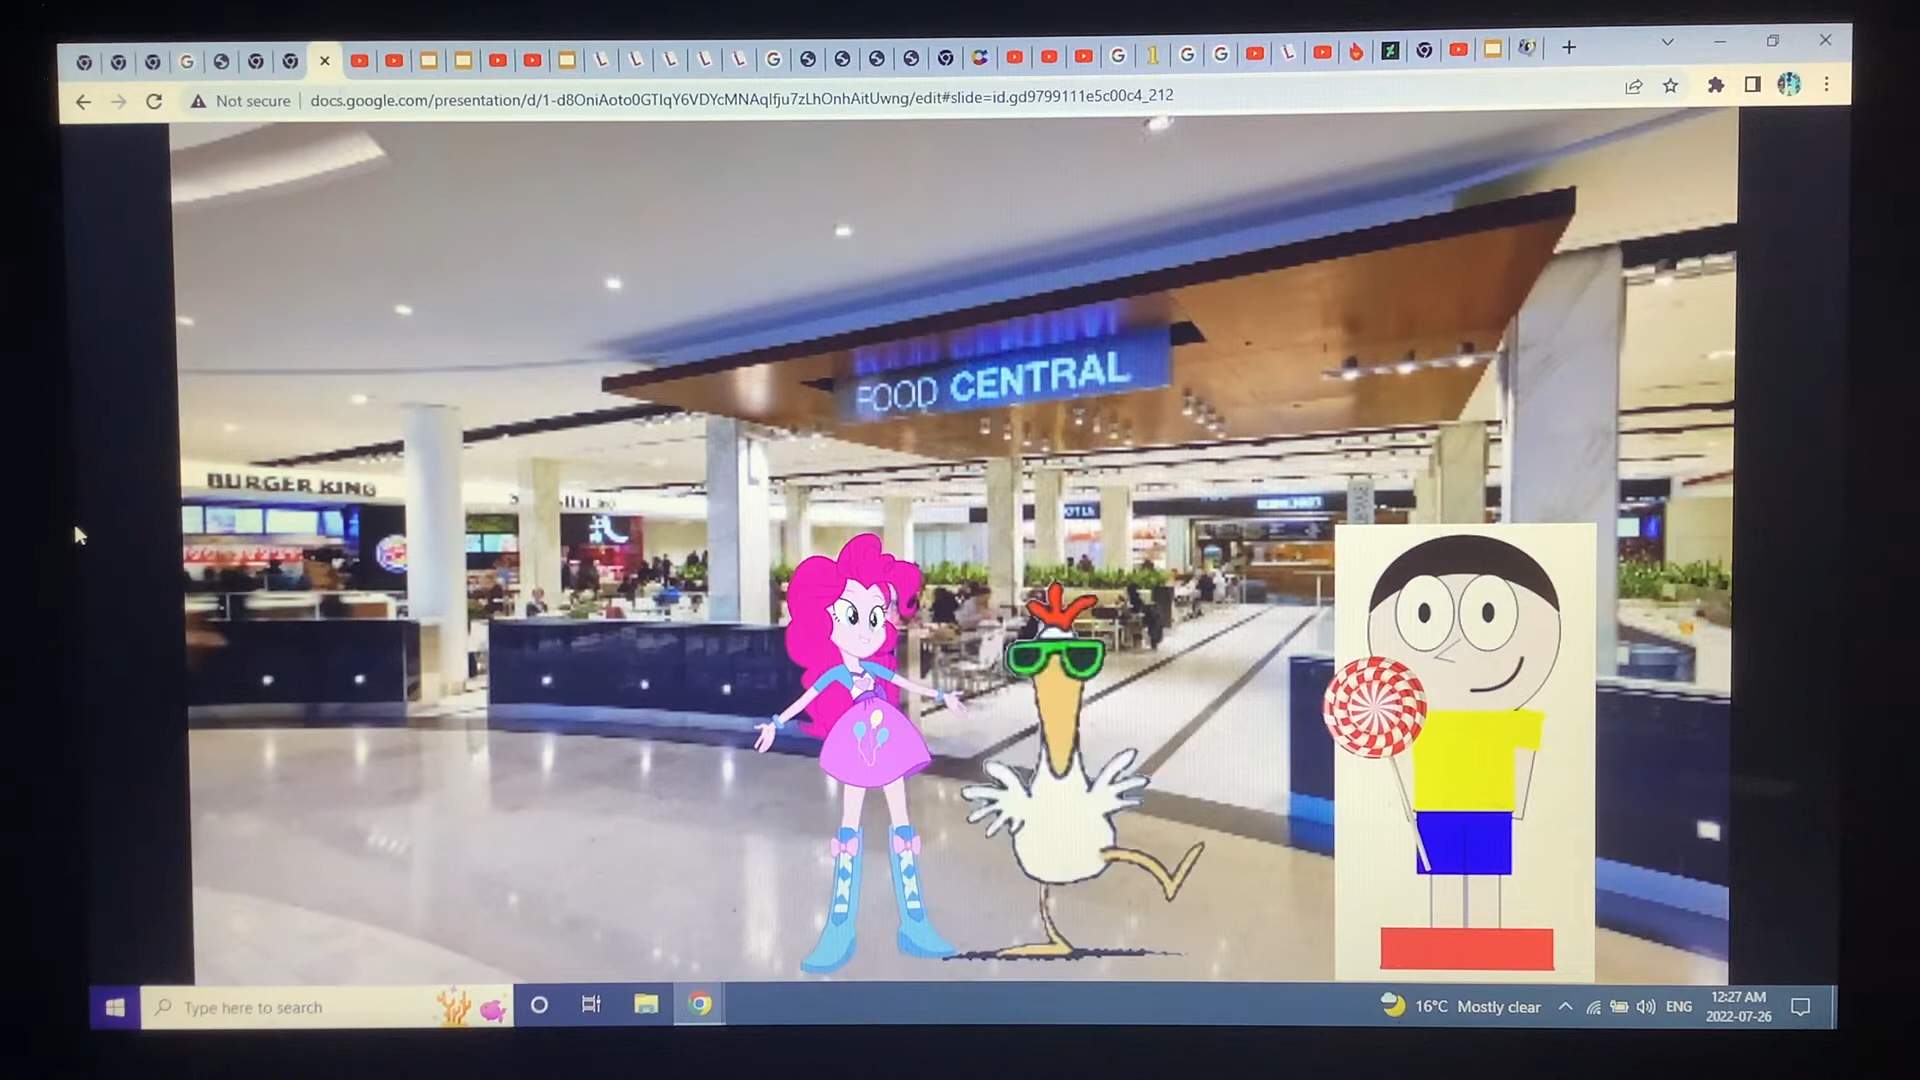 Not secure
docs.google.com/presentation/d/1-d8OniAoto0GTIqY6VDYcMNAqIfju7zLhOnhAitUwng/edit#slide=id.gd9799111e5c00c4_212
FOOD CENTRAL
BURGER KING
Type here to search
16°C Mostly clear
ENG
12:27 AM
2022-07-26